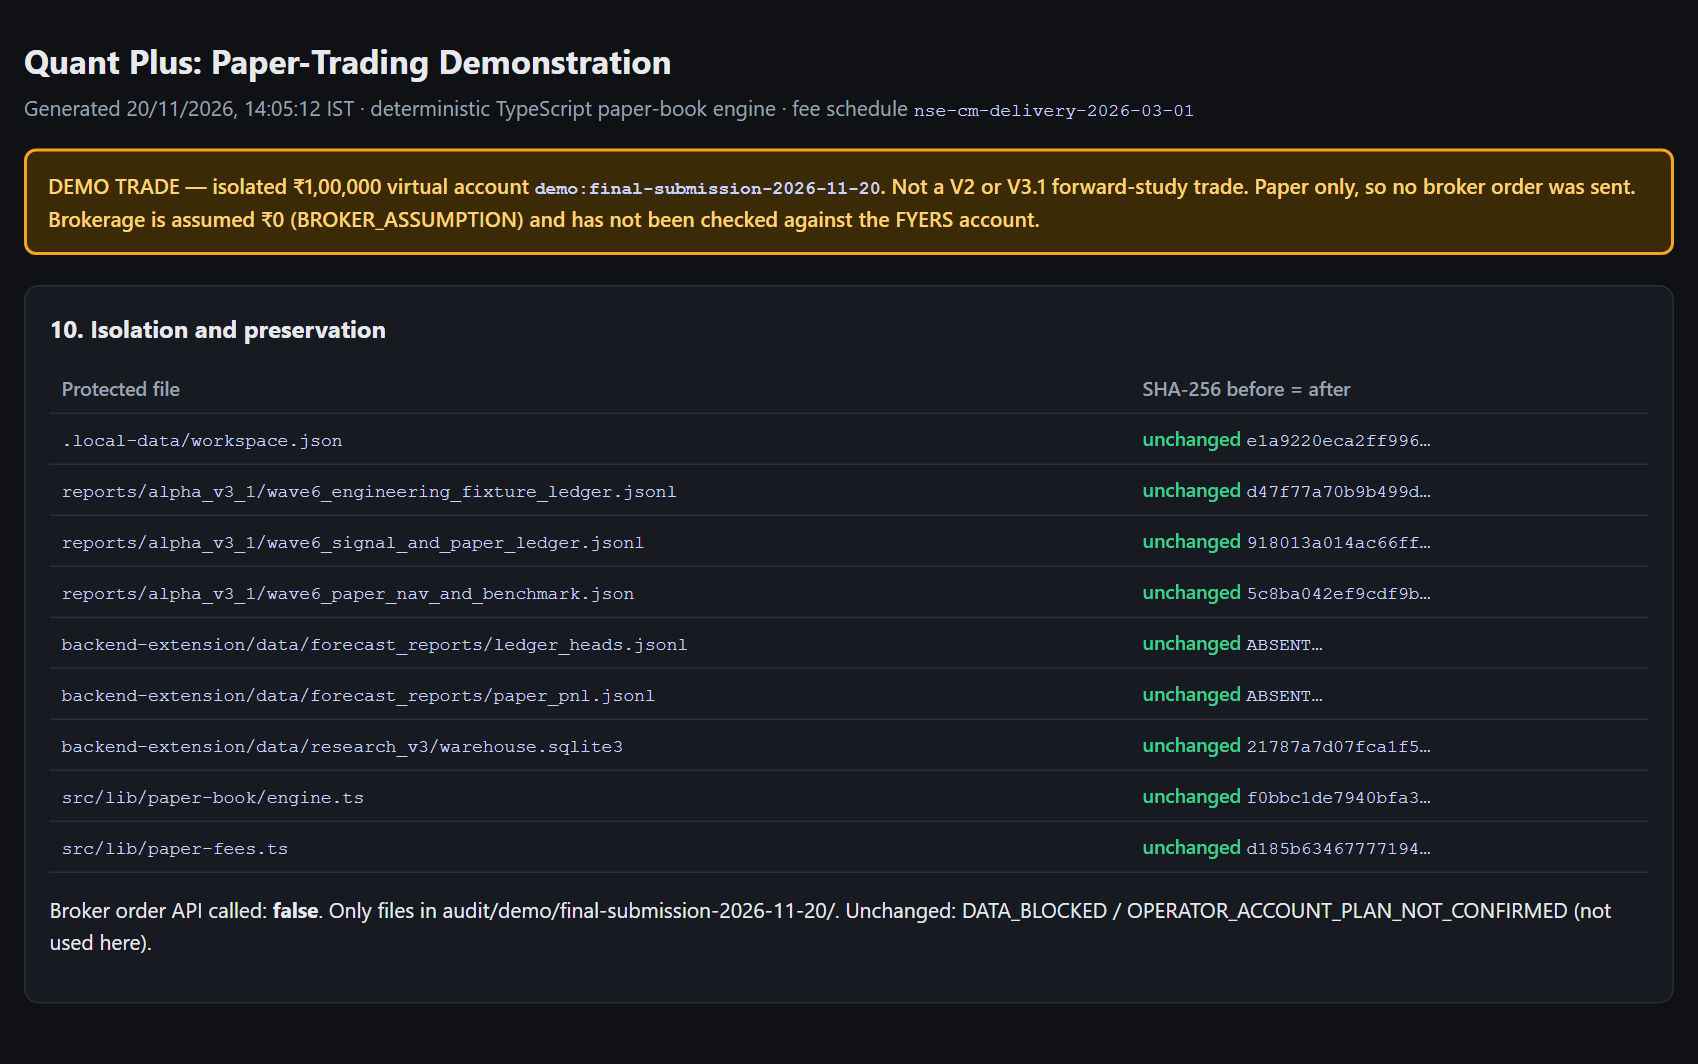 Quant Plus: Paper-Trading Demonstration
Generated 20/11/2026, 14:05:12 IST · deterministic TypeScript paper-book engine · fee schedule nse-cm-delivery-2026-03-01
DEMO TRADE — isolated ₹1,00,000 virtual account demo:final-submission-2026-11-20. Not a V2 or V3.1 forward-study trade. Paper only, so no broker order was sent.
Brokerage is assumed ₹0 (BROKER_ASSUMPTION) and has not been checked against the FYERS account.
10. Isolation and preservation
Protected file SHA-256 before = after
.local-data/workspace.json unchanged e1a9220eca2ff996…
reports/alpha_v3_1/wave6_engineering_fixture_ledger.jsonl unchanged d47f77a70b9b499d…
reports/alpha_v3_1/wave6_signal_and_paper_ledger.jsonl unchanged 918013a014ac66ff…
reports/alpha_v3_1/wave6_paper_nav_and_benchmark.json unchanged 5c8ba042ef9cdf9b…
backend-extension/data/forecast_reports/ledger_heads.jsonl unchanged ABSENT…
backend-extension/data/forecast_reports/paper_pnl.jsonl unchanged ABSENT…
backend-extension/data/research_v3/warehouse.sqlite3 unchanged 21787a7d07fca1f5…
src/lib/paper-book/engine.ts unchanged f0bbc1de7940bfa3…
src/lib/paper-fees.ts unchanged d185b63467777194…
Broker order API called: false. Only files in audit/demo/final-submission-2026-11-20/. Unchanged: DATA_BLOCKED / OPERATOR_ACCOUNT_PLAN_NOT_CONFIRMED (not
used here).